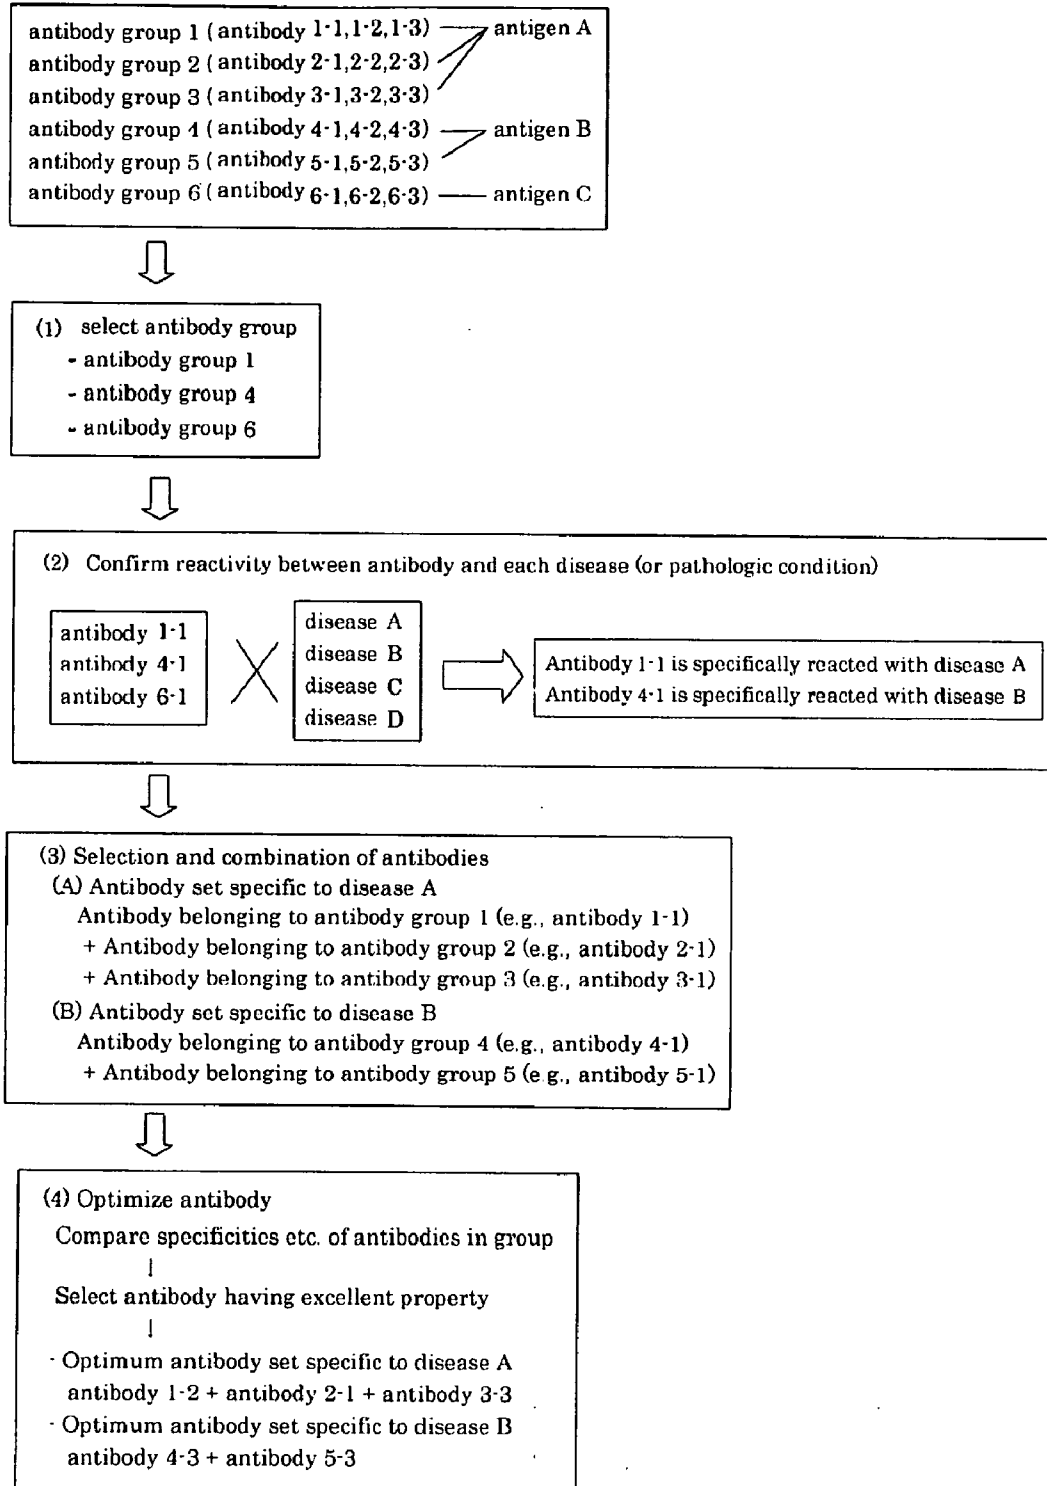 antibody group 1 (antibody 1-1,1-2,1-3) antigen A
antibody group 2 (antibody 2-1,2-2,2-3)
antibody group 3 (antibody 3-1,3-2,3-3)
antibody group 4 (antibody 4-1,4-2,4-3) antigen B
antibody group 5 (antibody 5-1,5-2,5-3)
antibody group 6 (antibody 6-1,6-2,6-3) antigen C
(1) select antibody group
- antibody group 1
- antibody group 4
- antibody group 6
(2) Confirm reactivity between antibody and each disease (or pathologic condition)
antibody 1-1
antibody 4-1
antibody 6-1
disease A
disease B
disease C
disease D
Antibody 1-1 is specifically reacted with disease A
Antibody 4-1 is specifically reacted with disease B
(3) Selection and combination of antibodies
(A) Antibody set specific to disease A
Antibody belonging to antibody group 1 (e.g., antibody 1-1)
+ Antibody belonging to antibody group 2 (e.g., antibody 2-1)
+ Antibody belonging to antibody group 3 (e.g., antibody 3-1)
(B) Antibody set specific to disease B
Antibody belonging to antibody group 4 (e.g., antibody 4-1)
+ Antibody belonging to antibody group 5 (e.g., antibody 5-1)
(4) Optimize antibody
Compare specificities etc. of antibodies in group
Select antibody having excellent property
- Optimum antibody set specific to disease A
antibody 1-2 + antibody 2-1 + antibody 3-3
- Optimum antibody set specific to disease B
antibody 4-3 + antibody 5-3